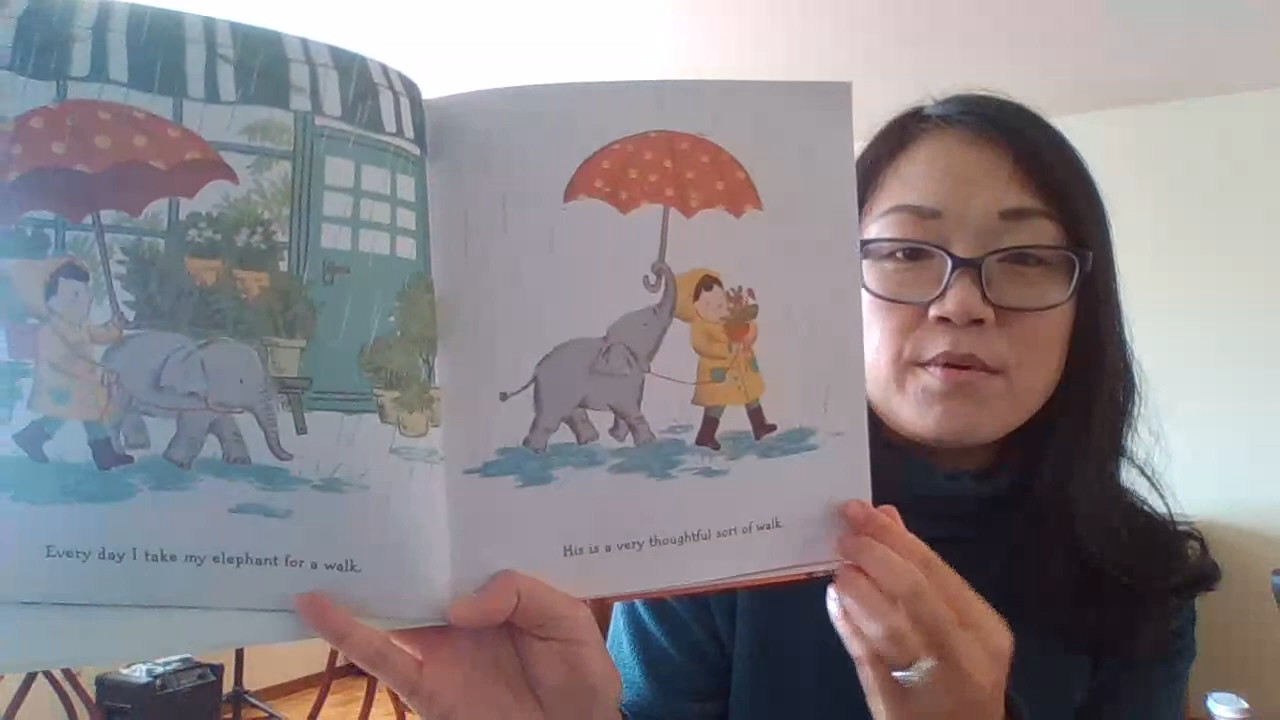 Every day I take my elephant for a walk.
His is a very thoughtful sort of walk.